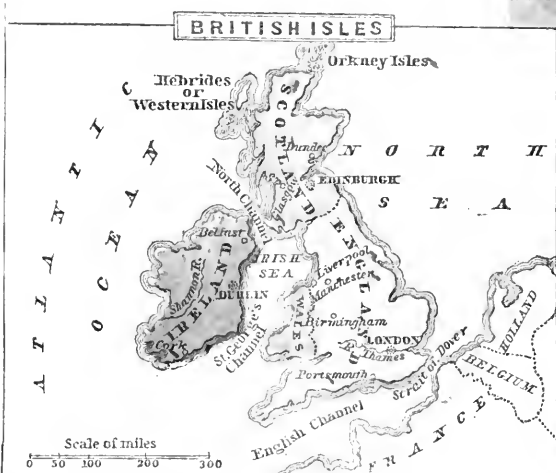 BRITISH ISLES
Orkney Isles
Hebrides
or
Western Isles
ATLANTIC
OCEAN
SCOTLAND
Dundee
NORTH
SEA
EDINBURGH
Glasgow
North Channel
Belfast
IRISH
SEA
ENGLAND
Liverpool
Manchester
Shannon R.
IRELAND
DUBLIN
WALES
Birmingham
St George's
Channel
LONDON
R. Thames
Cork
Portsmouth
Strait of Dover
HOLLAND
BELGIUM
English Channel
FRANCE
Scale of miles
0 50 100 200 300